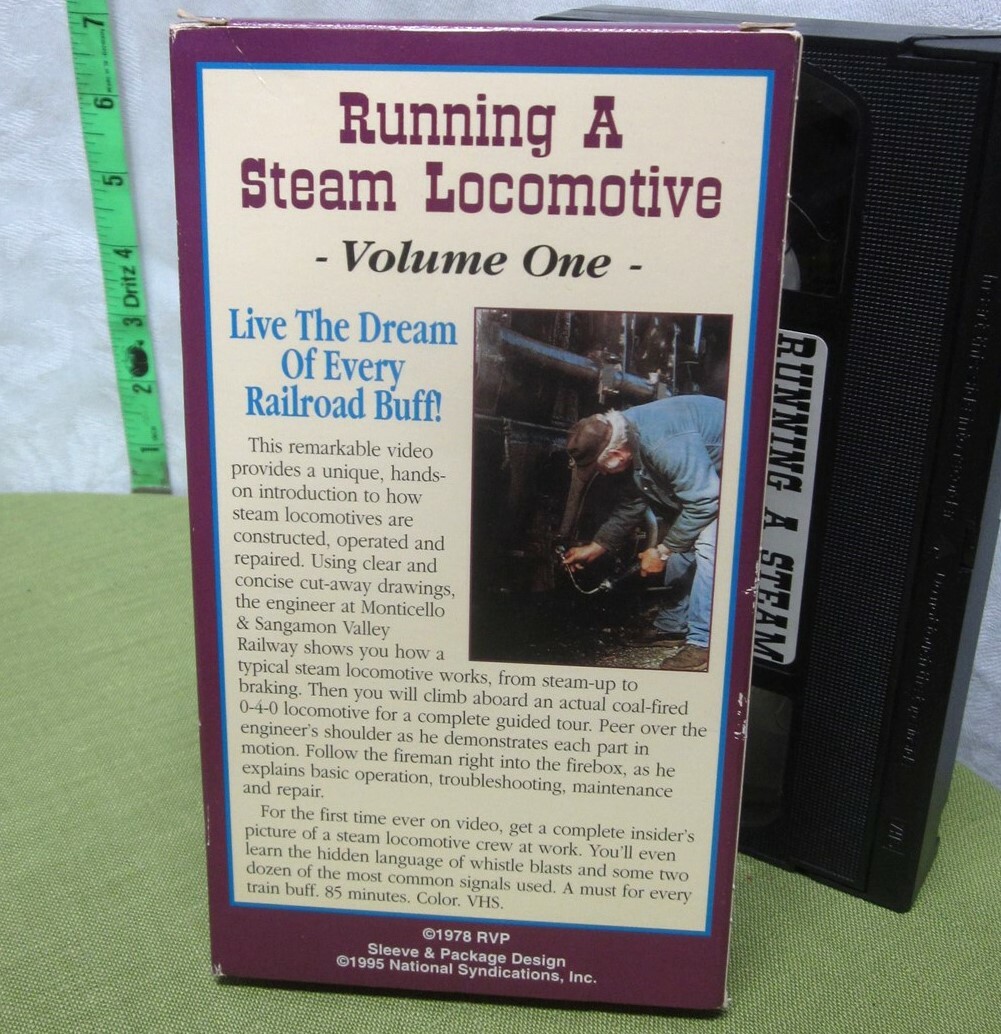 Running A
Steam Locomotive
- Volume One -
Live The Dream
Of Every
Railroad Buff!
This remarkable video
provides a unique, hands-
on introduction to how
steam locomotives are
constructed, operated and
repaired. Using clear and
concise cut-away drawings,
the engineer at Monticello
& Sangamon Valley
Railway shows you how a
typical steam locomotive works, from steam-up to
braking. Then you will climb aboard an actual coal-fired
0-4-0 locomotive for a complete guided tour. Peer over the
engineer's shoulder as he demonstrates each part in
motion. Follow the fireman right into the firebox, as he
explains basic operation, troubleshooting, maintenance
and repair.
For the first time ever on video, get a complete insider's
picture of a steam locomotive crew at work. You'll even
learn the hidden language of whistle blasts and some two
dozen of the most common signals used. A must for every
train buff. 85 minutes. Color. VHS.
©1978 RVP
Sleeve & Package Design
©1995 National Syndications, Inc.
RUNNING A STEAM
7
6
5
3 Dritz 4
2
1